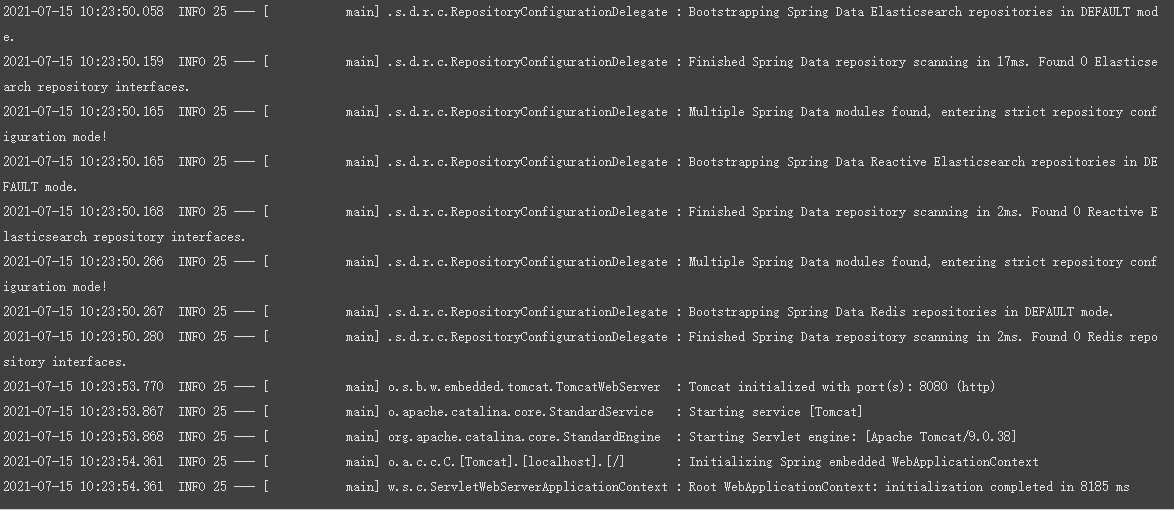 2021-07-15 10:23:50.058  INFO 25 --- [           main] .s.d.r.c.RepositoryConfigurationDelegate : Bootstrapping Spring Data Elasticsearch repositories in DEFAULT mod
e.
2021-07-15 10:23:50.159  INFO 25 --- [           main] .s.d.r.c.RepositoryConfigurationDelegate : Finished Spring Data repository scanning in 17ms. Found 0 Elasticse
arch repository interfaces.
2021-07-15 10:23:50.165  INFO 25 --- [           main] .s.d.r.c.RepositoryConfigurationDelegate : Multiple Spring Data modules found, entering strict repository conf
iguration mode!
2021-07-15 10:23:50.165  INFO 25 --- [           main] .s.d.r.c.RepositoryConfigurationDelegate : Bootstrapping Spring Data Reactive Elasticsearch repositories in DE
FAULT mode.
2021-07-15 10:23:50.168  INFO 25 --- [           main] .s.d.r.c.RepositoryConfigurationDelegate : Finished Spring Data repository scanning in 2ms. Found 0 Reactive E
lasticsearch repository interfaces.
2021-07-15 10:23:50.266  INFO 25 --- [           main] .s.d.r.c.RepositoryConfigurationDelegate : Multiple Spring Data modules found, entering strict repository conf
iguration mode!
2021-07-15 10:23:50.267  INFO 25 --- [           main] .s.d.r.c.RepositoryConfigurationDelegate : Bootstrapping Spring Data Redis repositories in DEFAULT mode.
2021-07-15 10:23:50.280  INFO 25 --- [           main] .s.d.r.c.RepositoryConfigurationDelegate : Finished Spring Data repository scanning in 2ms. Found 0 Redis repo
sitory interfaces.
2021-07-15 10:23:53.770  INFO 25 --- [           main] o.s.b.w.embedded.tomcat.TomcatWebServer  : Tomcat initialized with port(s): 8080 (http)
2021-07-15 10:23:53.867  INFO 25 --- [           main] o.apache.catalina.core.StandardService   : Starting service [Tomcat]
2021-07-15 10:23:53.868  INFO 25 --- [           main] org.apache.catalina.core.StandardEngine  : Starting Servlet engine: [Apache Tomcat/9.0.38]
2021-07-15 10:23:54.361  INFO 25 --- [           main] o.a.c.c.C.[Tomcat].[localhost].[/]       : Initializing Spring embedded WebApplicationContext
2021-07-15 10:23:54.361  INFO 25 --- [           main] w.s.c.ServletWebServerApplicationContext : Root WebApplicationContext: initialization completed in 8185 ms